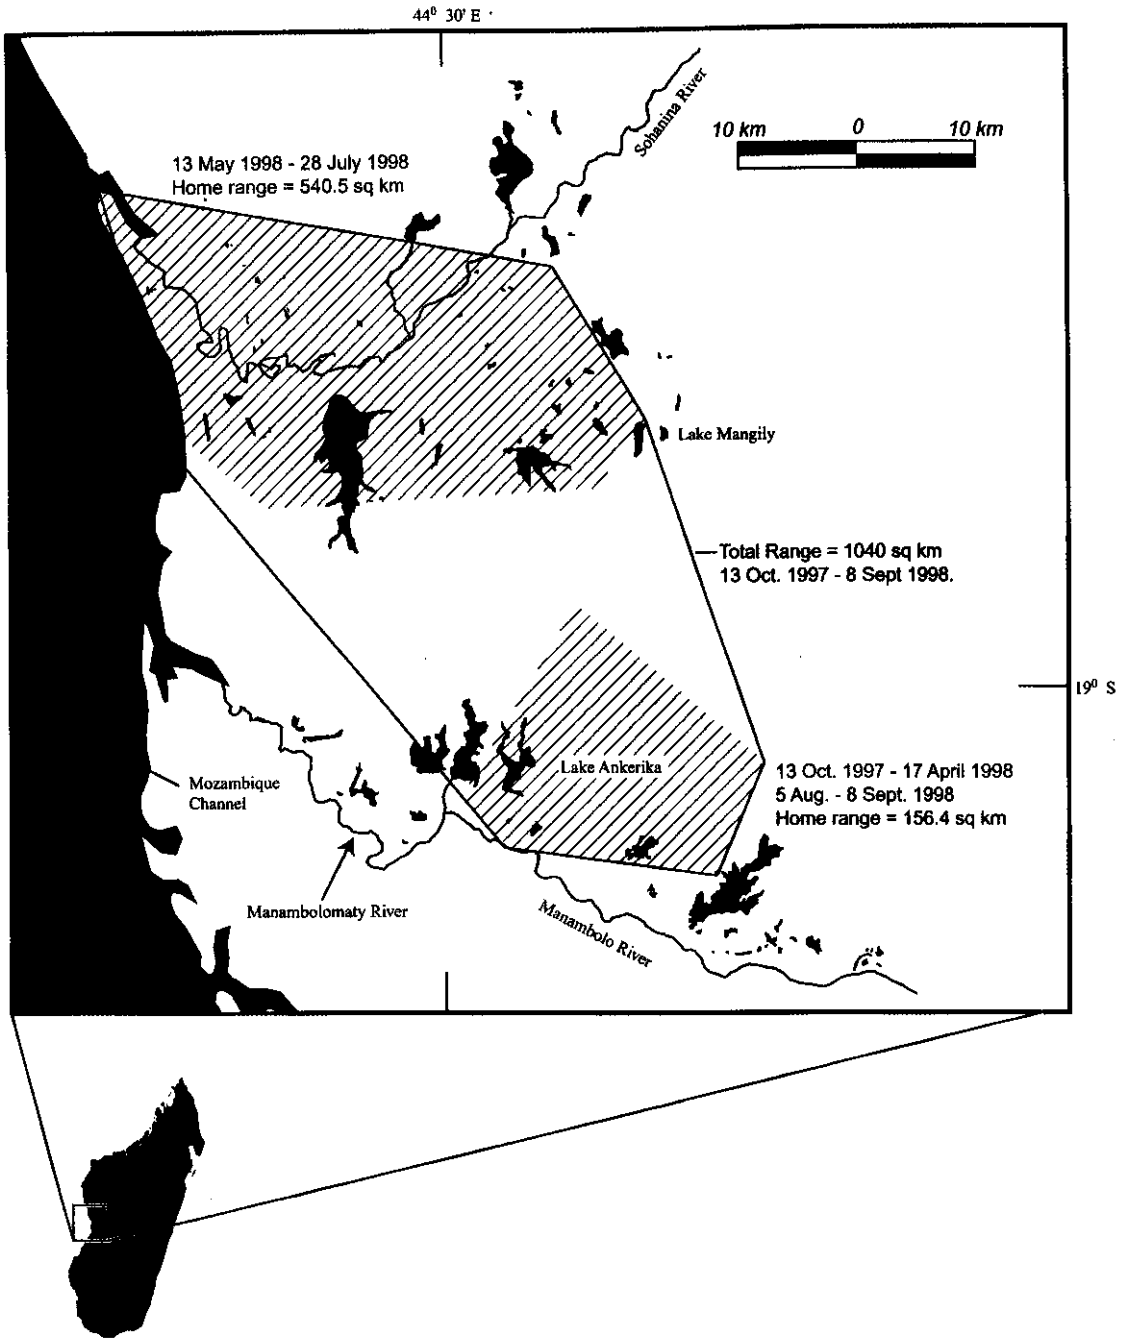 44⁰ 30' E
Sohanina River
10 km 0 10 km
13 May 1998 - 28 July 1998
Home range = 540.5 sq km
Lake Mangily
Total Range = 1040 sq km
13 Oct. 1997 - 8 Sept 1998.
19⁰ S
Lake Ankerika
13 Oct. 1997 - 17 April 1998
5 Aug. - 8 Sept. 1998
Home range = 156.4 sq km
Mozambique
Channel
Manambolomaty River
Manambolo River